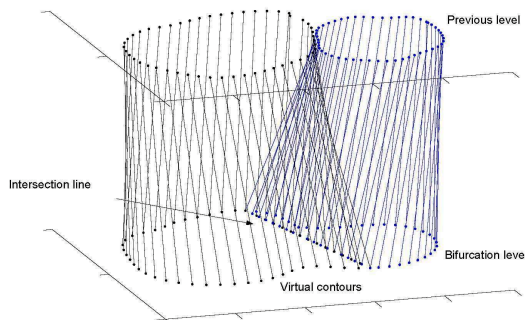 Previous level
Intersection line
Bifurcation leve
Virtual contours